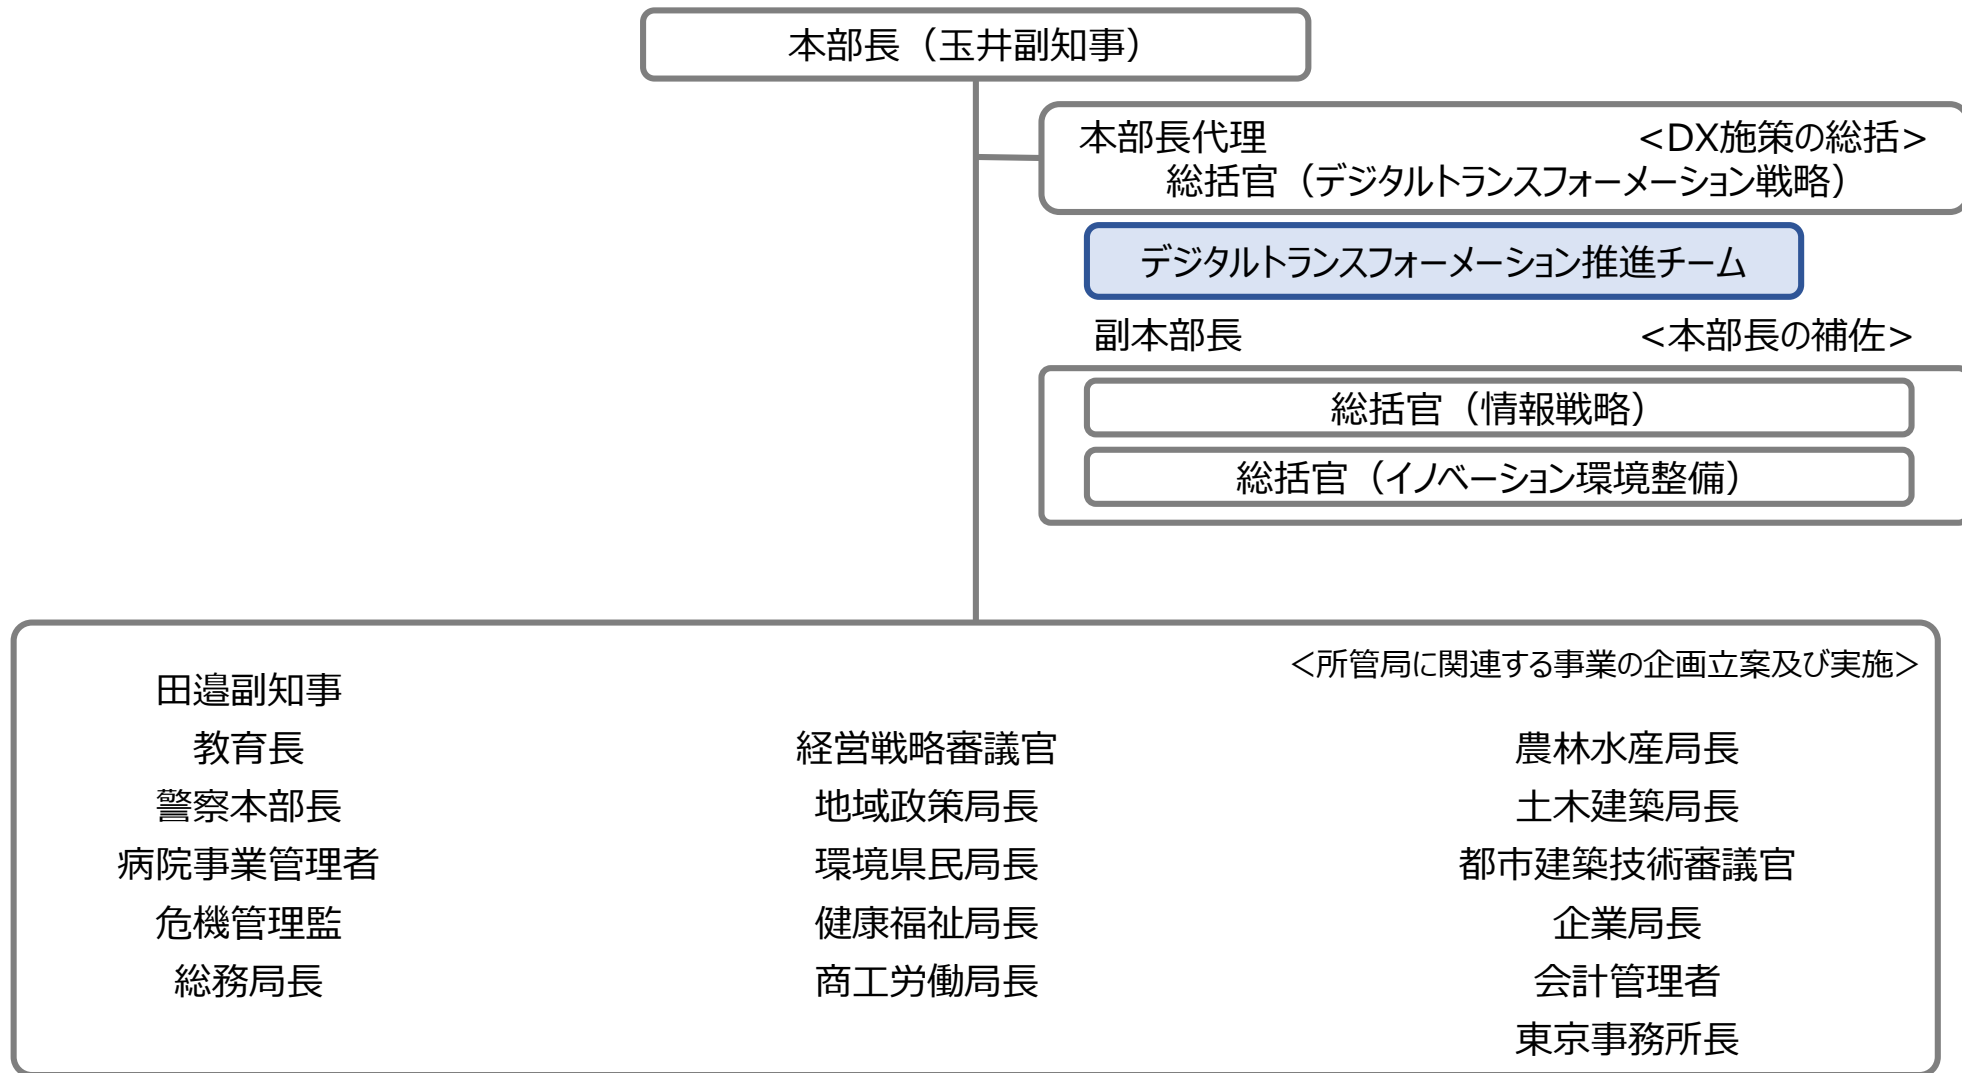 本部長（玉井副知事）
本部長代理 <DX施策の総括>
総括官（デジタルトランスフォーメーション戦略）
デジタルトランスフォーメーション推進チーム
副本部長 <本部長の補佐>
総括官（情報戦略）
総括官（イノベーション環境整備）
<所管局に関連する事業の企画立案及び実施>
田邉副知事
教育長 経営戦略審議官 農林水産局長
警察本部長 地域政策局長 土木建築局長
病院事業管理者 環境県民局長 都市建築技術審議官
危機管理監 健康福祉局長 企業局長
総務局長 商工労働局長 会計管理者
東京事務所長